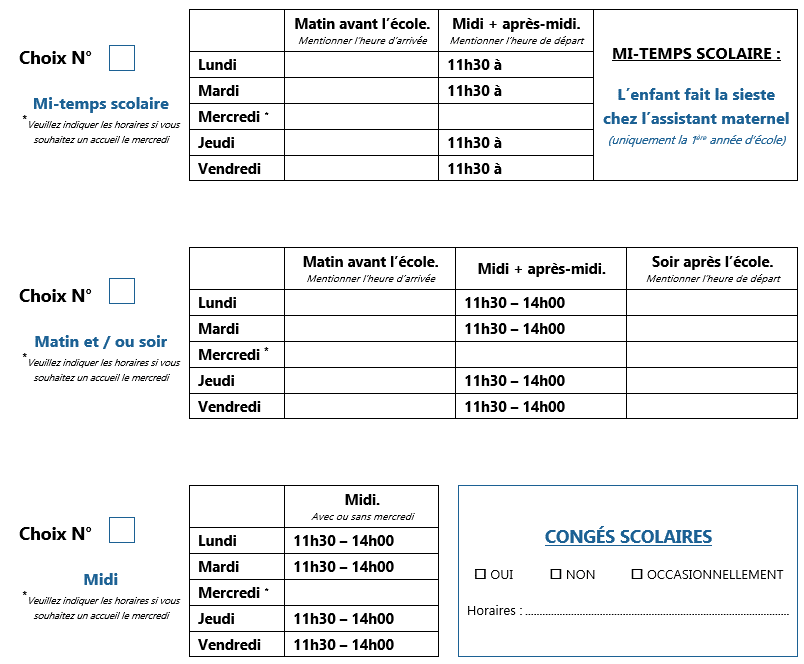 Matin avant l’école. Midi + après-midi.
Mentionner l’heure d’arrivée Mentionner l’heure de départ
Choix N°
Mi-temps scolaire
*Veuillez indiquer les horaires si vous
souhaitez un accueil le mercredi
Lundi 11h30 à
Mardi 11h30 à
Mercredi *
Jeudi 11h30 à
Vendredi 11h30 à
MI-TEMPS SCOLAIRE :
L’enfant fait la sieste
chez l’assistant maternel
(uniquement la 1ère année d’école)
Matin avant l’école. Midi + après-midi. Soir après l’école.
Mentionner l’heure d’arrivée Mentionner l’heure de départ
Choix N°
Matin et / ou soir
*Veuillez indiquer les horaires si vous
souhaitez un accueil le mercredi
Lundi 11h30 – 14h00
Mardi 11h30 – 14h00
Mercredi *
Jeudi 11h30 – 14h00
Vendredi 11h30 – 14h00
Midi.
Avec ou sans mercredi
Choix N°
Midi
*Veuillez indiquer les horaires si vous
souhaitez un accueil le mercredi
Lundi 11h30 – 14h00
Mardi 11h30 – 14h00
Mercredi *
Jeudi 11h30 – 14h00
Vendredi 11h30 – 14h00
CONGÉS SCOLAIRES
☐ OUI ☐ NON ☐ OCCASIONNELLEMENT
Horaires : ..........................................................................